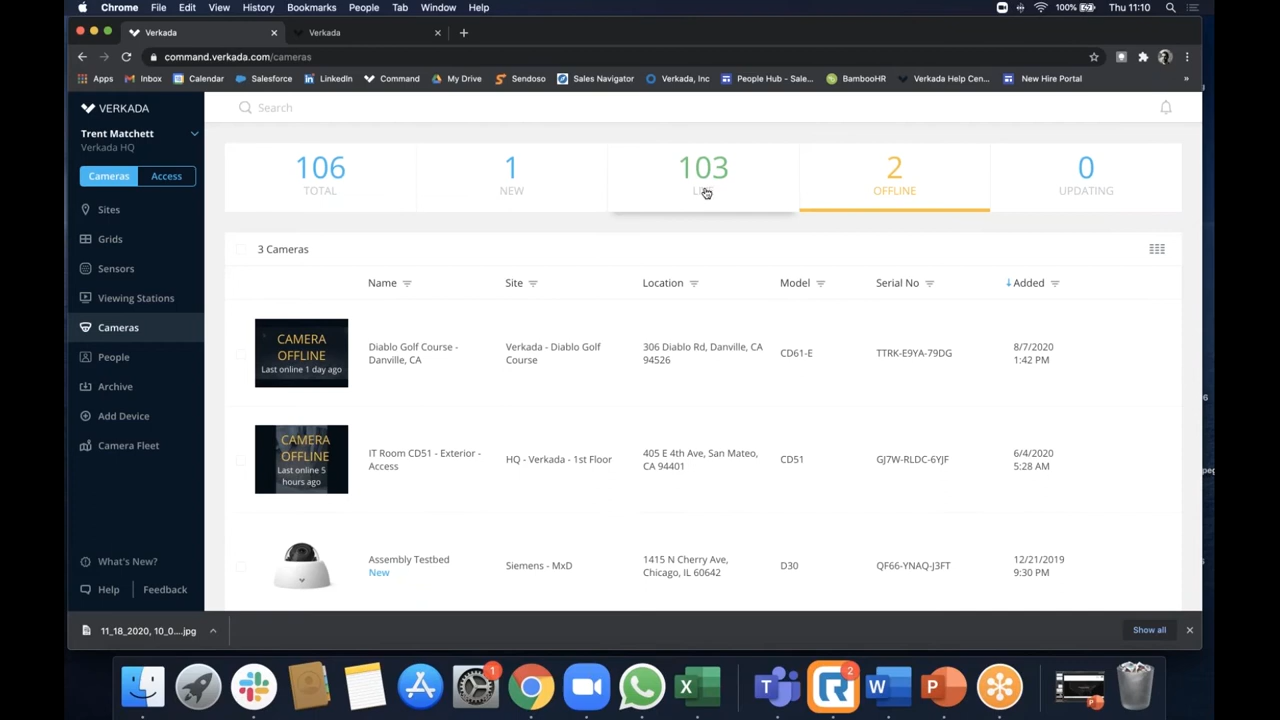 Chrome File Edit View History Bookmarks People Tab Window Help
100% Thu 11:10
Verkada
Verkada
command.verkada.com/cameras
Apps Inbox Calendar Salesforce LinkedIn Command My Drive Sendoso Sales Navigator Verkada, Inc People Hub - Sale... BambooHR Verkada Help Cen... New Hire Portal »
VERKADA
Search
Trent Matchett
Verkada HQ
Cameras Access
Sites
Grids
Sensors
Viewing Stations
Cameras
People
Archive
Add Device
Camera Fleet
What's New?
Help Feedback
106
TOTAL
1
NEW
103
2
OFFLINE
0
UPDATING
3 Cameras
Name Site Location Model Serial No Added
CAMERA
OFFLINE
Last online 1 day ago
Diablo Golf Course -
Danville, CA
Verkada - Diablo Golf
Course
306 Diablo Rd, Danville, CA
94526
CD61-E
TTRK-E9YA-79DG
8/7/2020
1:42 PM
CAMERA
OFFLINE
Last online 5
hours ago
IT Room CD51 - Exterior -
Access
HQ - Verkada - 1st Floor
405 E 4th Ave, San Mateo,
CA 94401
CD51
GJ7W-RLDC-6YJF
6/4/2020
5:28 AM
Assembly Testbed
New
Siemens - MxD
1415 N Cherry Ave,
Chicago, IL 60642
D30
QF66-YNAQ-J3FT
12/21/2019
9:30 PM
11_18_2020, 10_0....jpg
Show all
1
2